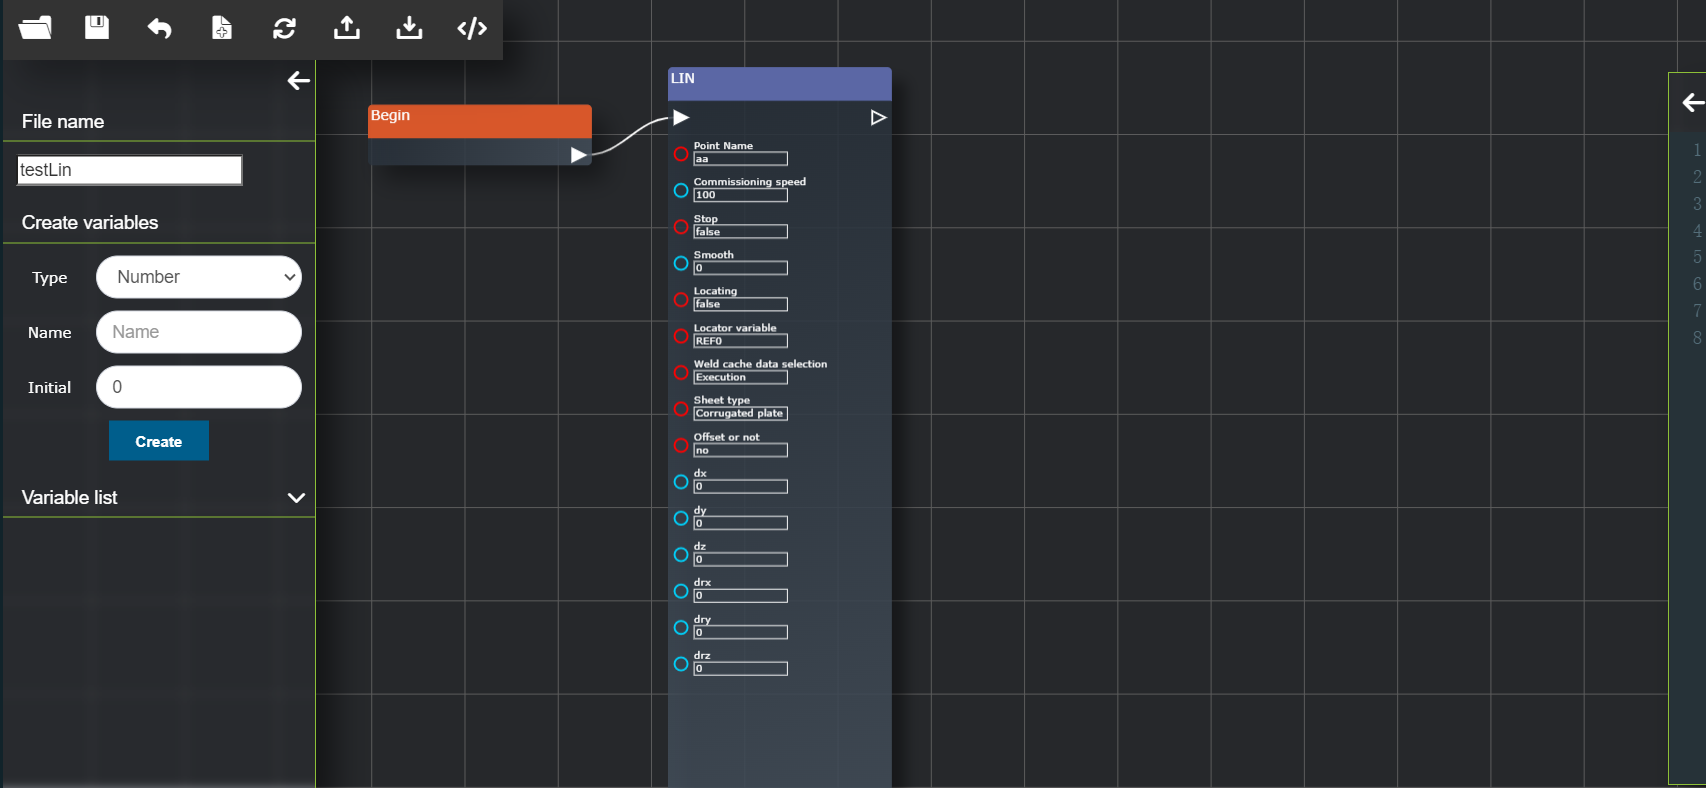 File name
testLin
Create variables
Type
Number
Name
Name
Initial
0
Create
Variable list
Begin
LIN
Point Name
aa
Commissioning speed
100
Stop
false
Smooth
0
Locating
false
Locator variable
REF0
Weld cache data selection
Execution
Sheet type
Corrugated plate
Offset or not
no
dx
0
dy
0
dz
0
drx
0
dry
0
drz
0
1
2
3
4
5
6
7
8